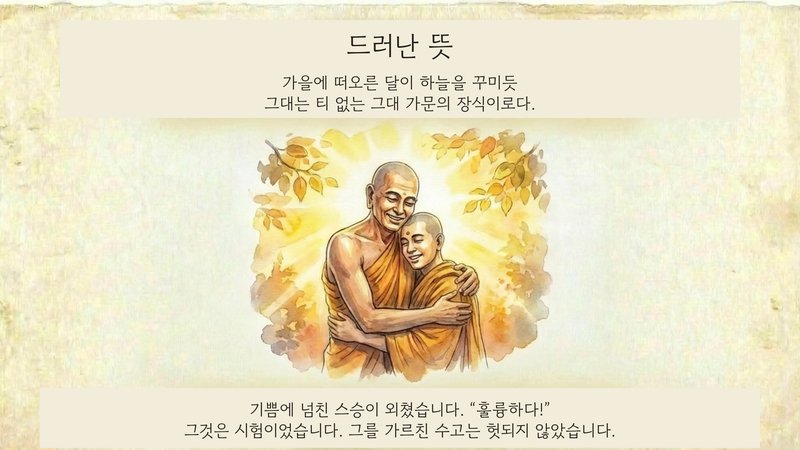 드러난 뜻
가을에 떠오른 달이 하늘을 꾸미듯
그대는 티 없는 그대 가문의 장식이로다.
기쁨에 넘친 스승이 외쳤습니다. “훌륭하다!”
그것은 시험이었습니다. 그를 가르친 수고는 헛되지 않았습니다.